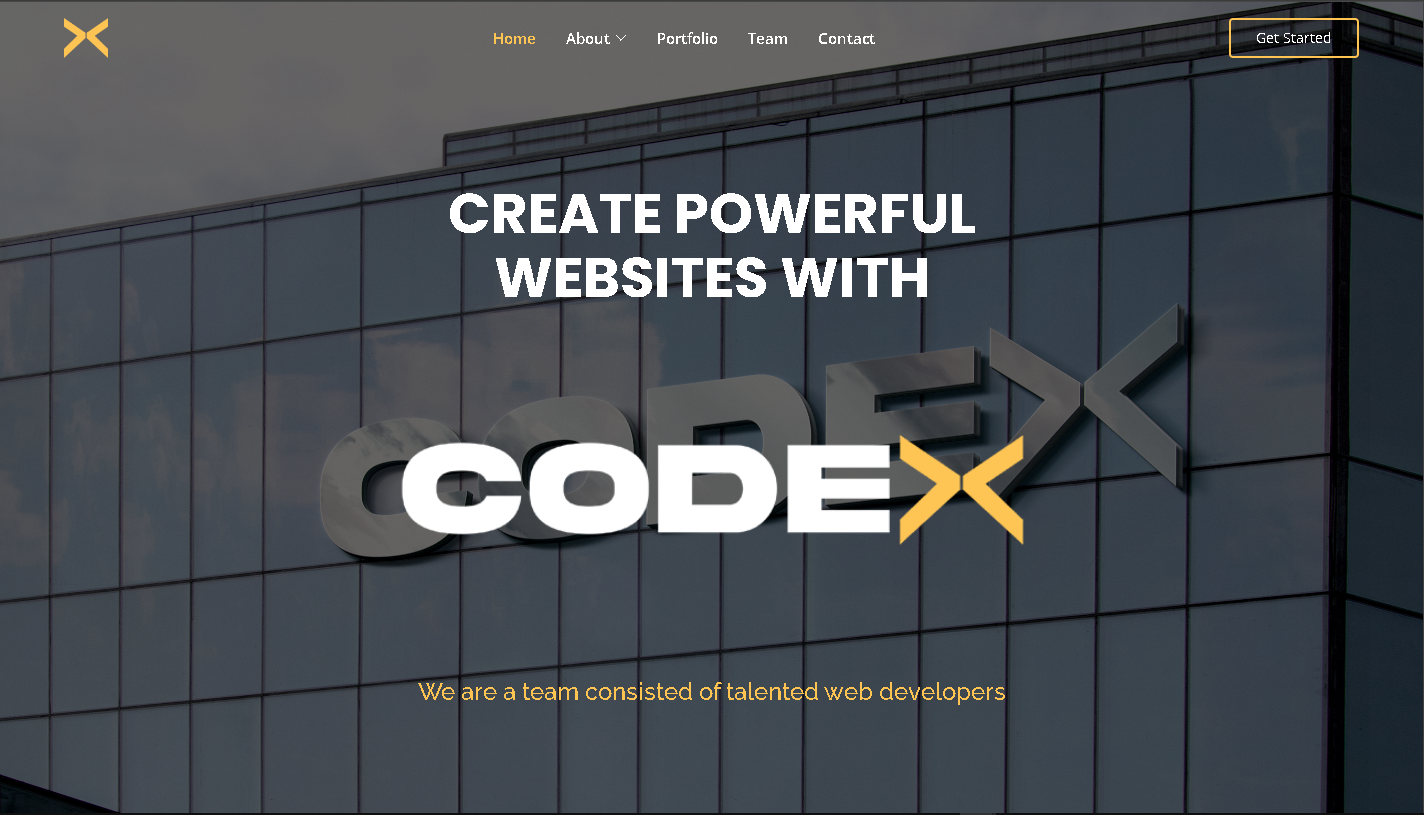 Home About Portfolio Team Contact Get Started
CREATE POWERFUL
WEBSITES WITH
CODEX
CODEX
We are a team consisted of talented web developers